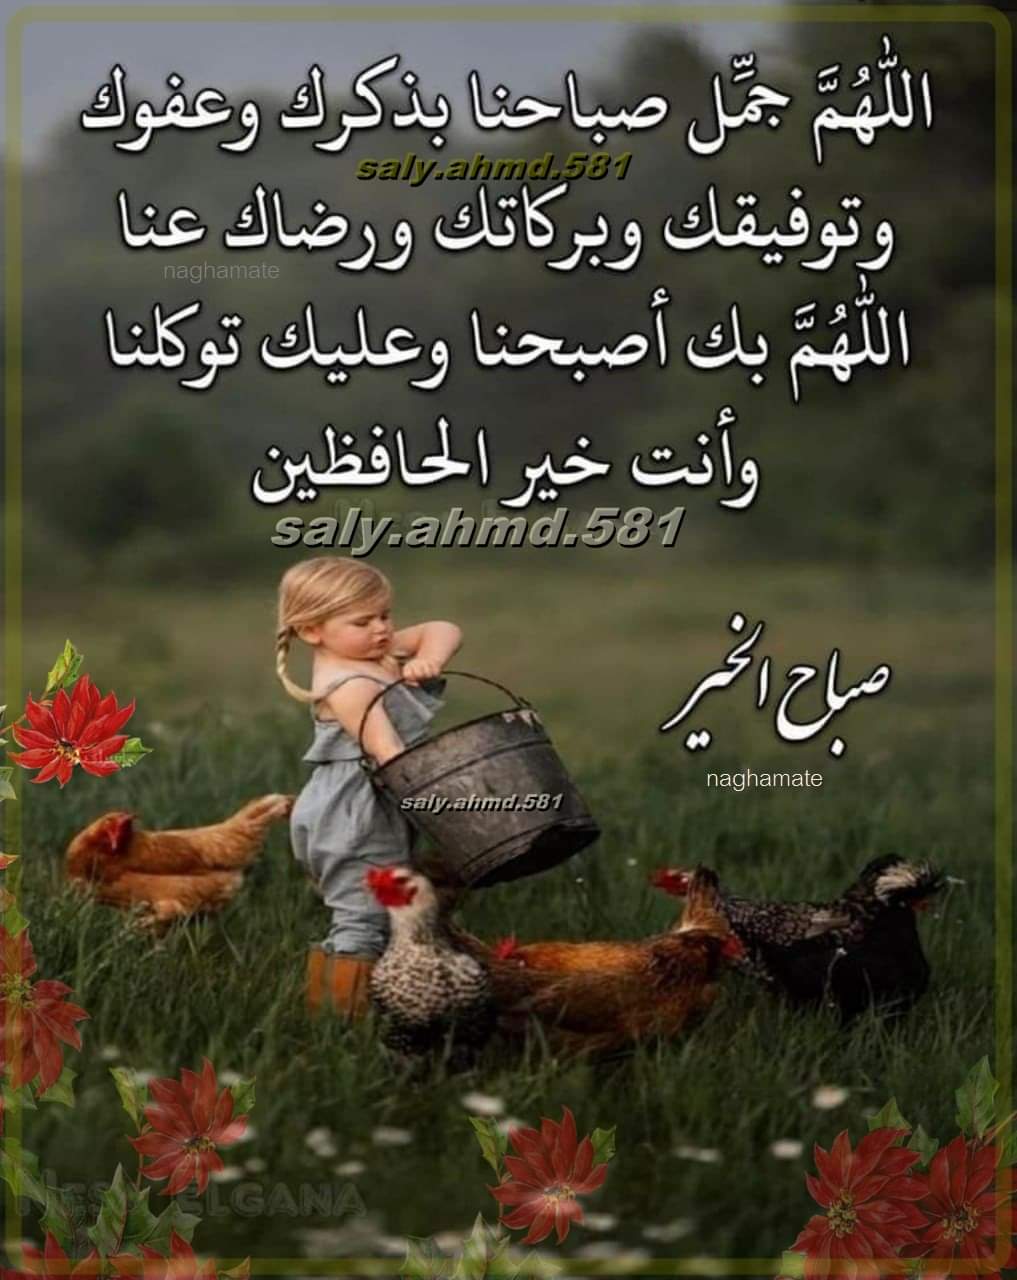 اللّٰهُمَّ جمِّل صباحنا بذكرك وعفوك
saly.ahmd.581
وتوفيقك وبركاتك ورضاك عنا
naghamate
اللّٰهُمَّ بك أصبحنا وعليك توكلنا
وأنت خير الحافظين
saly.ahmd.581
صباح الخير
naghamate
saly.ahmd.581
ELGANA